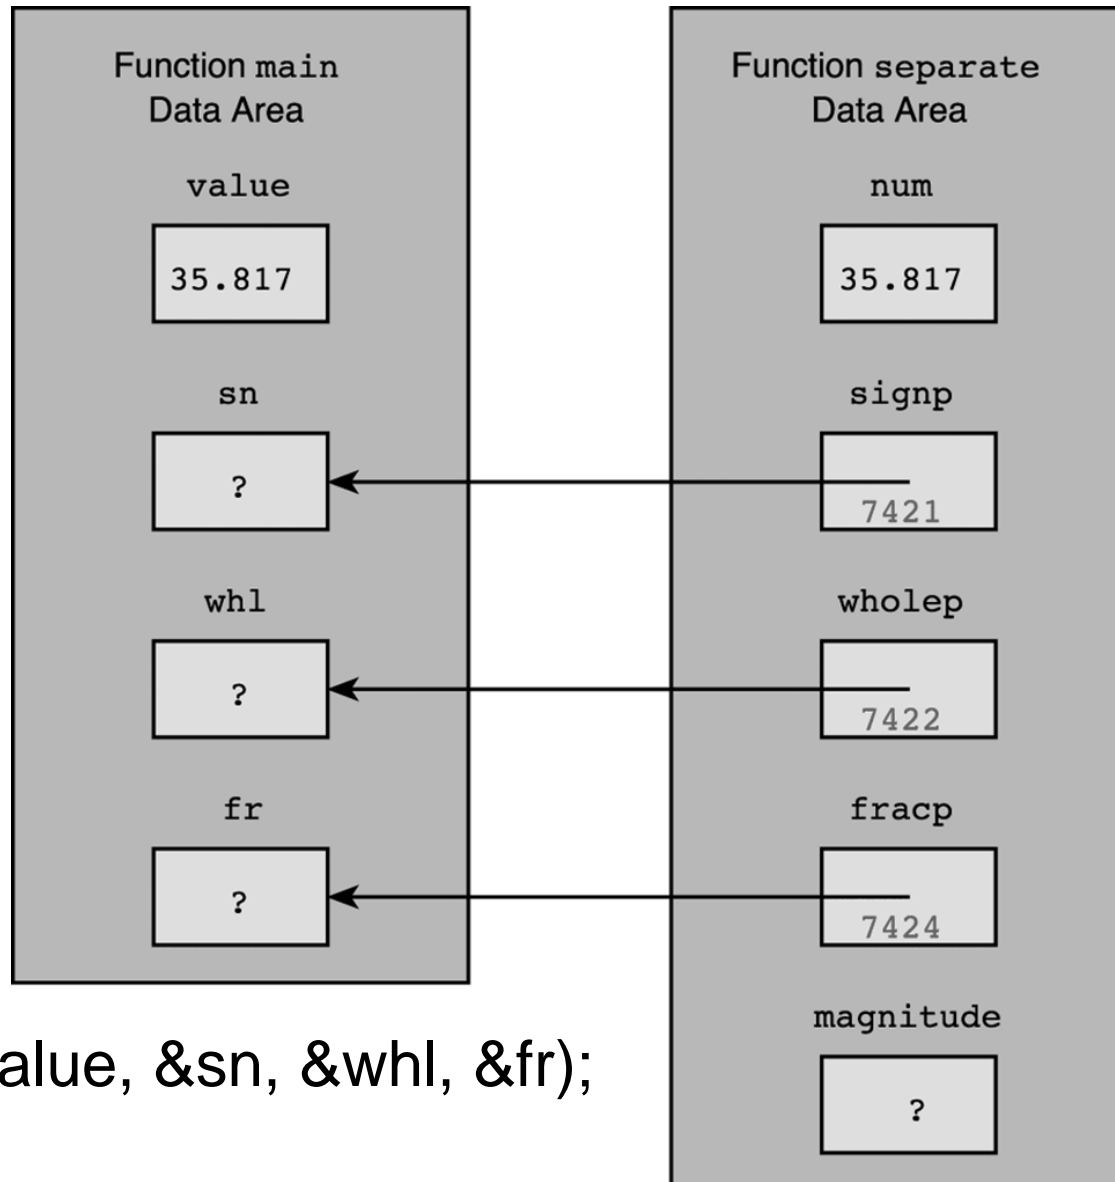 Function main
Data Area
value
35.817
sn
?
whl
?
fr
?
Function separate
Data Area
num
35.817
signp
7421
wholep
7422
fracp
7424
magnitude
?
alue, &sn, &whl, &fr);